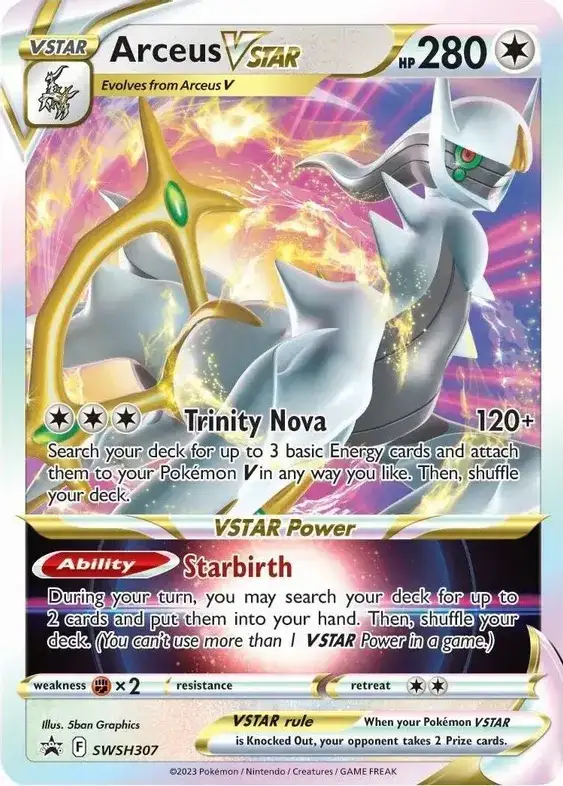 VSTAR
Arceus VSTAR
HP 280
Evolves from Arceus V
Trinity Nova 120+
Search your deck for up to 3 basic Energy cards and attach
them to your Pokémon V in any way you like. Then, shuffle
your deck.
VSTAR Power
Ability Starbirth
During your turn, you may search your deck for up to
2 cards and put them into your hand. Then, shuffle your
deck. (You can't use more than 1 VSTAR Power in a game.)
weakness ×2 resistance retreat
Illus. 5ban Graphics
VSTAR rule When your Pokémon VSTAR
is Knocked Out, your opponent takes 2 Prize cards.
F SWSH307
©2023 Pokémon / Nintendo / Creatures / GAME FREAK